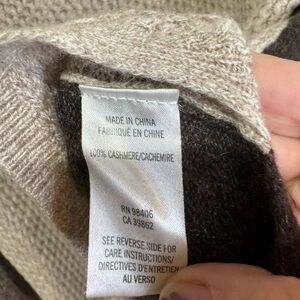 MADE IN CHINA
FABRIQUÉ EN CHINE
100% CASHMERE/CACHEMIRE
RN 98406
CA 39862
SEE REVERSE SIDE FOR
CARE INSTRUCTIONS/
DIRECTIVES D'ENTRETIEN
AU VERSO